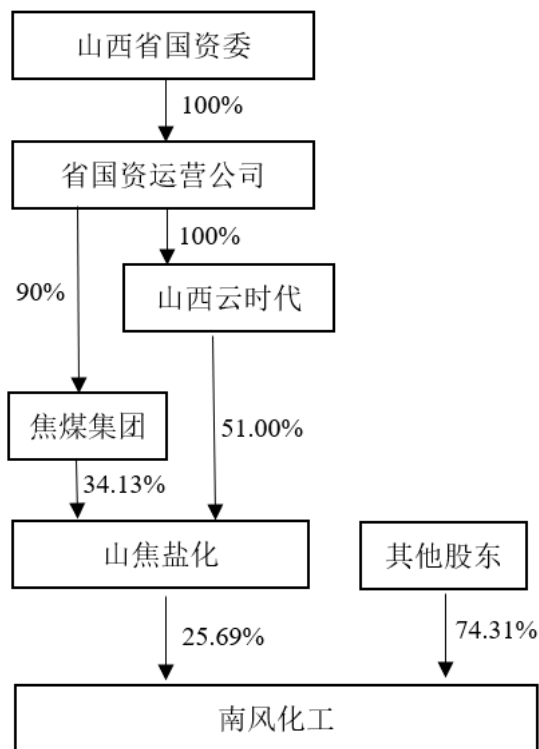 山西省国资委
100%
省国资运营公司
100%
90%
山西云时代
焦煤集团
51.00%
34.13%
山焦盐化
其他股东
25.69%
74.31%
南风化工